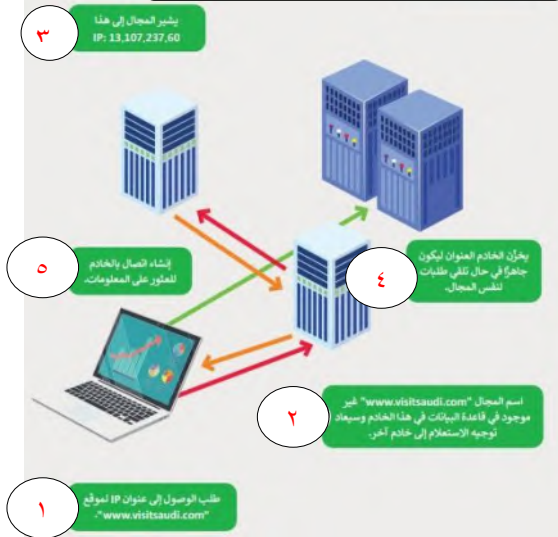 ٣
يشير المجال إلى هذا
IP: 13,107,237,60
٥
إنشاء اتصال بالخادم
للعثور على المعلومات.
٤
يخزّن الخادم العنوان ليكون
جاهزًا في حال تلقي طلبات
لنفس المجال.
٢
اسم المجال "www.visitsaudi.com" غير
موجود في قاعدة البيانات في هذا الخادم وسيعاد
توجيه الاستعلام إلى خادم آخر.
١
طلب الوصول إلى عنوان IP لموقع
"www.visitsaudi.com".